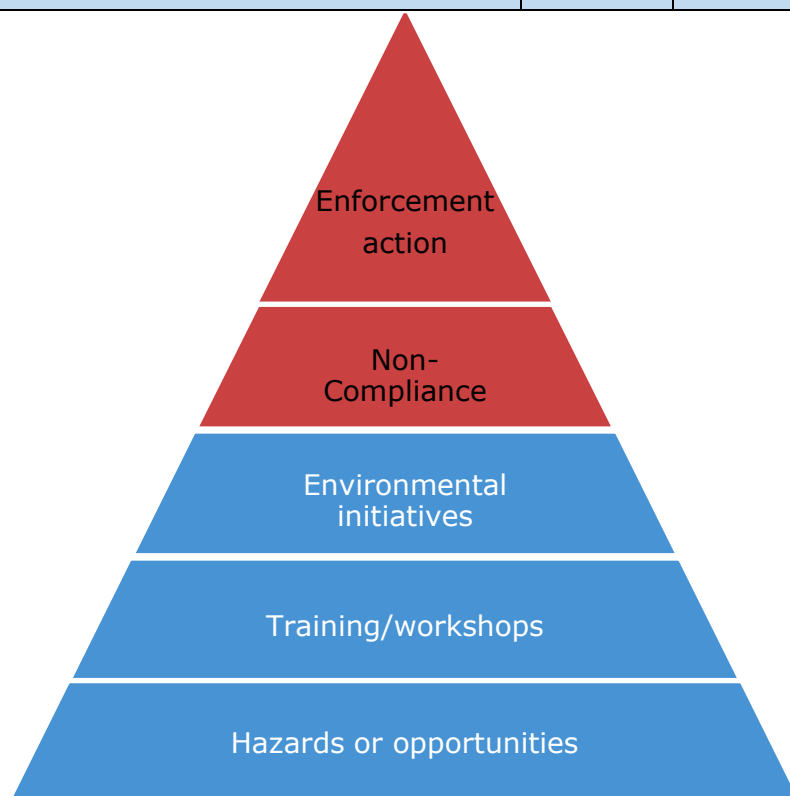 Enforcement
action
Non-
Compliance
Environmental
initiatives
Training/workshops
Hazards or opportunities